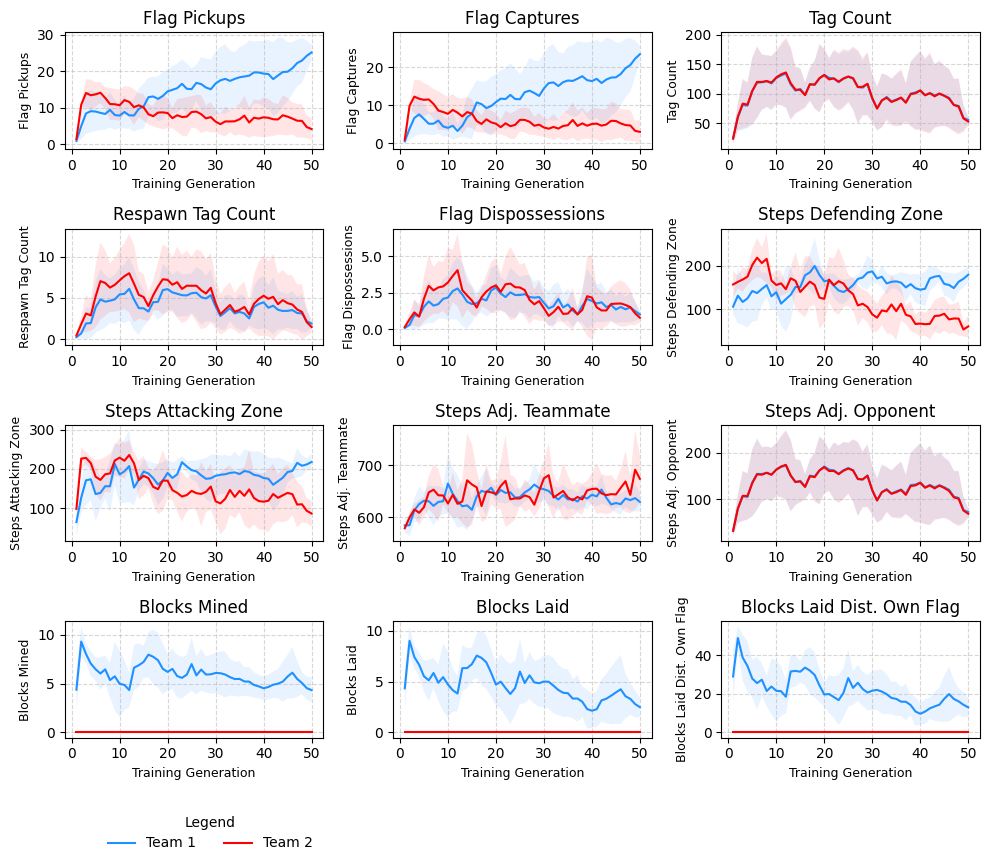 Flag Pickups
Flag Pickups
0
10
20
30
0 10 20 30 40 50
Training Generation
Flag Captures
Flag Captures
0
10
20
0 10 20 30 40 50
Training Generation
Tag Count
Tag Count
50
100
150
200
0 10 20 30 40 50
Training Generation
Respawn Tag Count
Respawn Tag Count
0
5
10
0 10 20 30 40 50
Training Generation
Flag Dispossessions
Flag Dispossessions
0.0
2.5
5.0
0 10 20 30 40 50
Training Generation
Steps Defending Zone
Steps Defending Zone
100
200
0 10 20 30 40 50
Training Generation
Steps Attacking Zone
Steps Attacking Zone
100
200
300
0 10 20 30 40 50
Training Generation
Steps Adj. Teammate
Steps Adj. Teammate
600
700
0 10 20 30 40 50
Training Generation
Steps Adj. Opponent
Steps Adj. Opponent
100
200
0 10 20 30 40 50
Training Generation
Blocks Mined
Blocks Mined
0
5
10
0 10 20 30 40 50
Training Generation
Blocks Laid
Blocks Laid
0
5
10
0 10 20 30 40 50
Training Generation
Blocks Laid Dist. Own Flag
Blocks Laid Dist. Own Flag
0
20
40
0 10 20 30 40 50
Training Generation
Legend
Team 1 Team 2